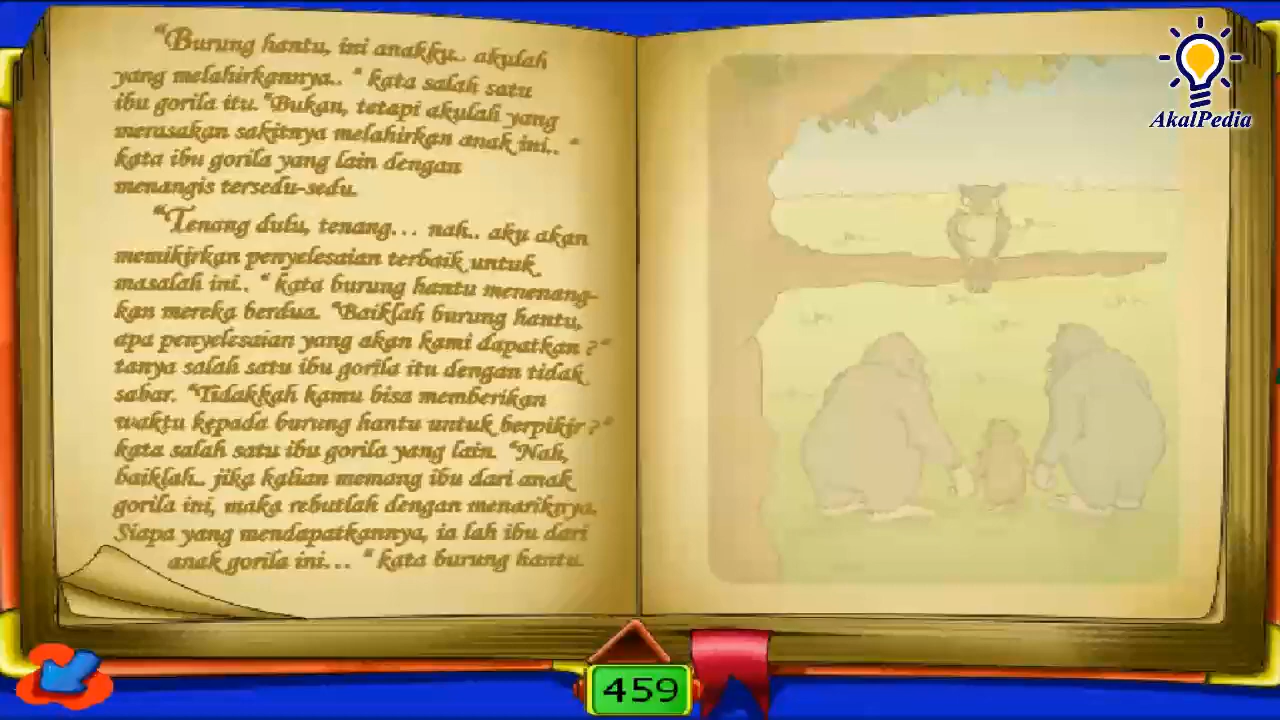 "Burung hantu, ini anakku.. akulah
yang melahirkannya.. " kata salah satu
ibu gorila itu. "Bukan, tetapi akulah yang
merasakan sakitnya melahirkan anak ini.. "
kata ibu gorila yang lain dengan
menangis tersedu-sedu.
"Tenang dulu, tenang... nah.. aku akan
memikirkan penyelesaian terbaik untuk
masalah ini.. " kata burung hantu menenang-
kan mereka berdua. "Baiklah burung hantu,
apa penyelesaian yang akan kami dapatkan ?"
tanya salah satu ibu gorila itu dengan tidak
sabar. "Tidakkah kamu bisa memberikan
waktu kepada burung hantu untuk berpikir ?"
kata salah satu ibu gorila yang lain. "Nah,
baiklah.. jika kalian memang ibu dari anak
gorila ini, maka rebutlah dengan menariknya.
Siapa yang mendapatkannya, ia lah ibu dari
anak gorila ini... " kata burung hantu.
AkalPedia
459